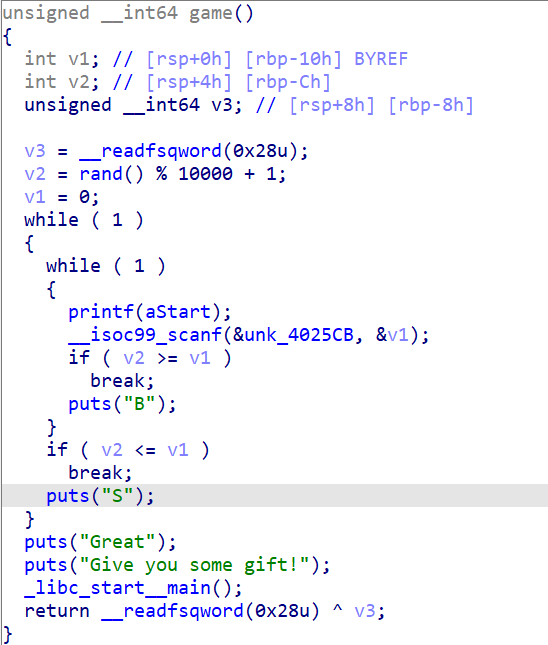 unsigned __int64 game()
{
  int v1; // [rsp+0h] [rbp-10h] BYREF
  int v2; // [rsp+4h] [rbp-Ch]
  unsigned __int64 v3; // [rsp+8h] [rbp-8h]

  v3 = __readfsqword(0x28u);
  v2 = rand() % 10000 + 1;
  v1 = 0;
  while ( 1 )
  {
    while ( 1 )
    {
      printf(aStart);
      __isoc99_scanf(&unk_4025CB, &v1);
      if ( v2 >= v1 )
        break;
      puts("B");
    }
    if ( v2 <= v1 )
      break;
    puts("S");
  }
  puts("Great");
  puts("Give you some gift!");
  _libc_start__main();
  return __readfsqword(0x28u) ^ v3;
}